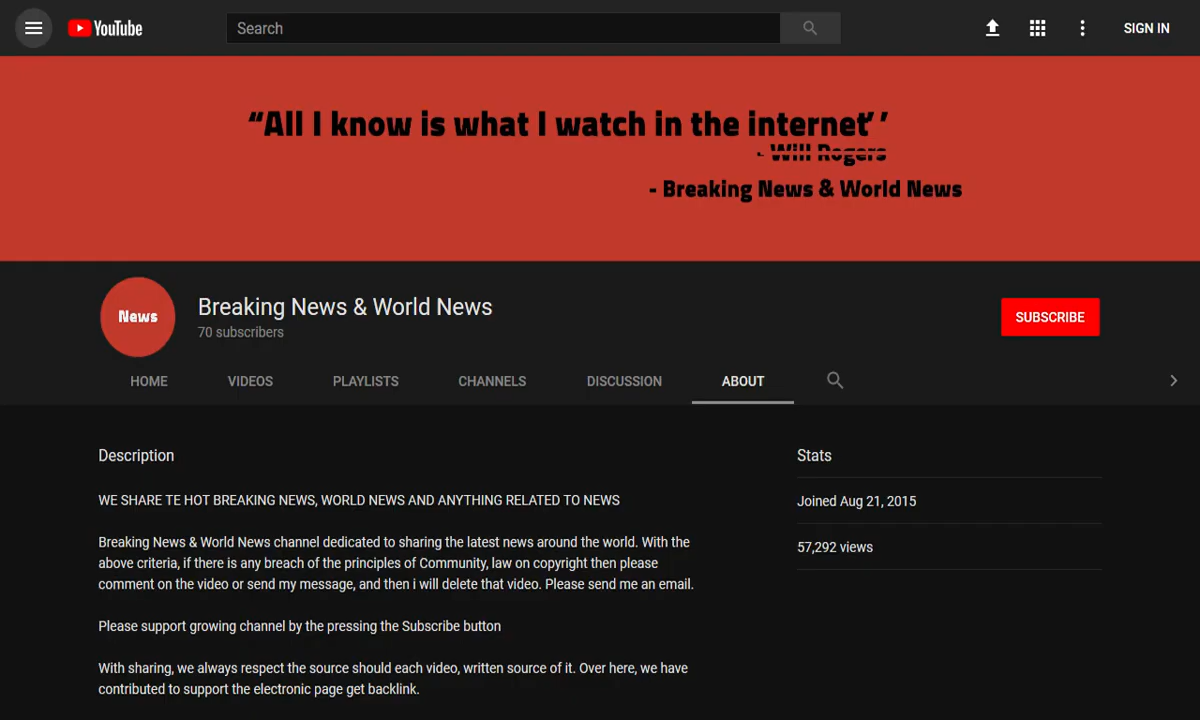 YouTube
Search
SIGN IN
“All I know is what I watch in the internet’’
- Will Rogers
- Breaking News & World News
News
Breaking News & World News
70 subscribers
SUBSCRIBE
HOME VIDEOS PLAYLISTS CHANNELS DISCUSSION ABOUT
Description
WE SHARE TE HOT BREAKING NEWS, WORLD NEWS AND ANYTHING RELATED TO NEWS
Breaking News & World News channel dedicated to sharing the latest news around the world. With the
above criteria, if there is any breach of the principles of Community, law on copyright then please
comment on the video or send my message, and then i will delete that video. Please send me an email.
Please support growing channel by the pressing the Subscribe button
With sharing, we always respect the source should each video, written source of it. Over here, we have
contributed to support the electronic page get backlink.
Stats
Joined Aug 21, 2015
57,292 views